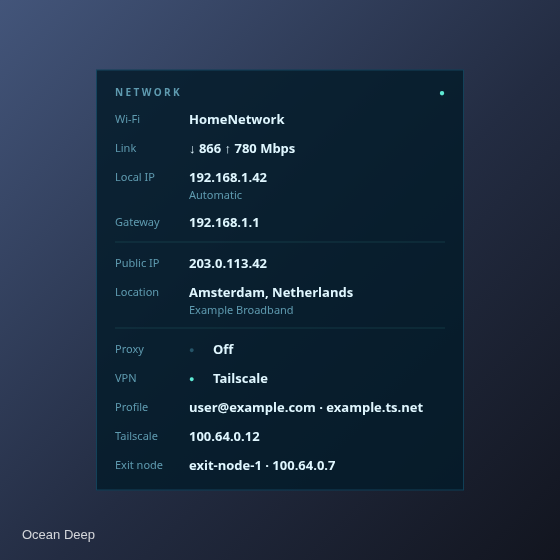 NETWORK
Wi-Fi HomeNetwork
Link ↓ 866 ↑ 780 Mbps
Local IP 192.168.1.42
Automatic
Gateway 192.168.1.1
Public IP 203.0.113.42
Location Amsterdam, Netherlands
Example Broadband
Proxy Off
VPN Tailscale
Profile user@example.com · example.ts.net
Tailscale 100.64.0.12
Exit node exit-node-1 · 100.64.0.7
Ocean Deep